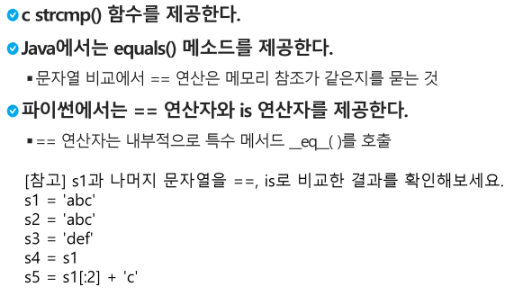 c strcmp() 함수를 제공한다.
Java에서는 equals() 메소드를 제공한다.
문자열 비교에서 == 연산은 메모리 참조가 같은지를 묻는 것
파이썬에서는 == 연산자와 is 연산자를 제공한다.
== 연산자는 내부적으로 특수 메서드 __eq__( )를 호출
[참고] s1과 나머지 문자열을 ==, is로 비교한 결과를 확인해보세요.
s1 = 'abc'
s2 = 'abc'
s3 = 'def'
s4 = s1
s5 = s1[:2] + 'c'